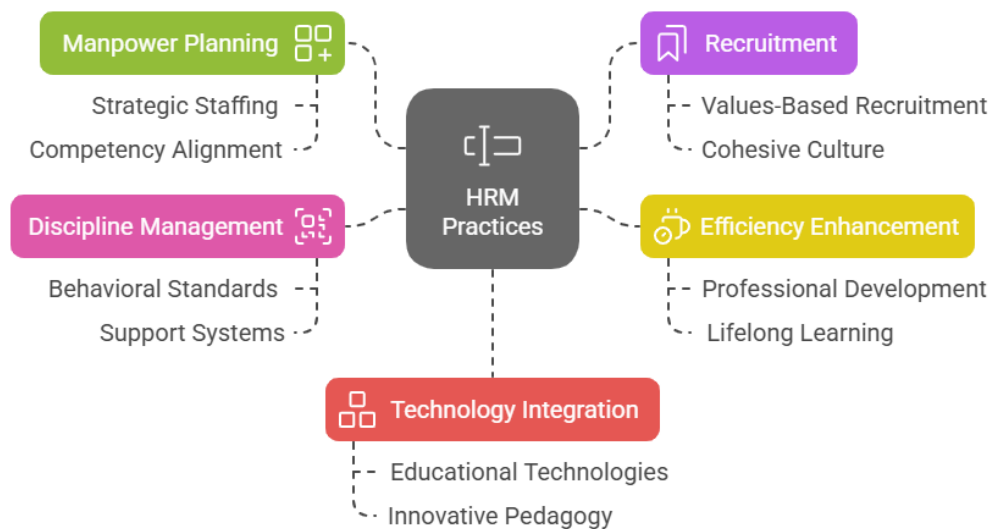 Manpower Planning
Strategic Staffing
Competency Alignment
Recruitment
Values-Based Recruitment
Cohesive Culture
HRM
Practices
Discipline Management
Behavioral Standards
Support Systems
Efficiency Enhancement
Professional Development
Lifelong Learning
Technology Integration
Educational Technologies
Innovative Pedagogy